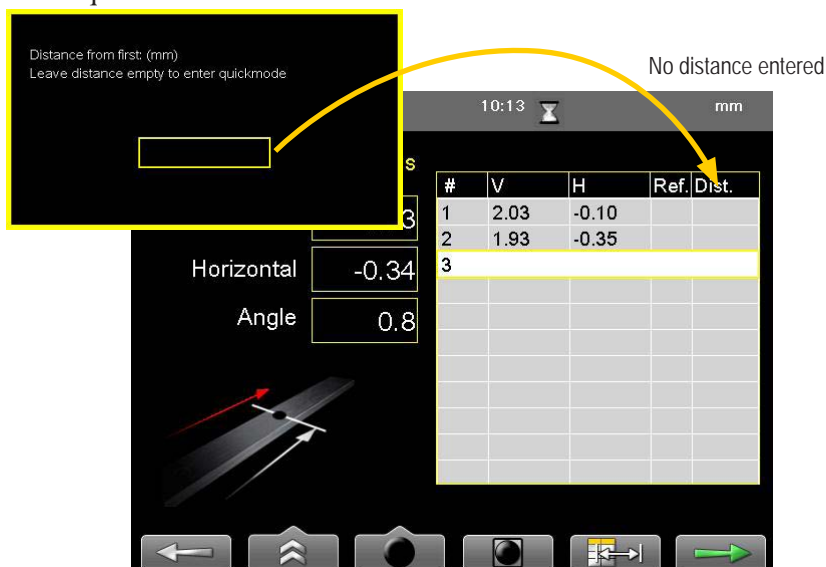 Distance from first: (mm)
Leave distance empty to enter quickmode
No distance entered
10:13 mm
s
# V H Ref. Dist.
3
1 2.03 -0.10
2 1.93 -0.35
Horizontal -0.34
3
Angle 0.8